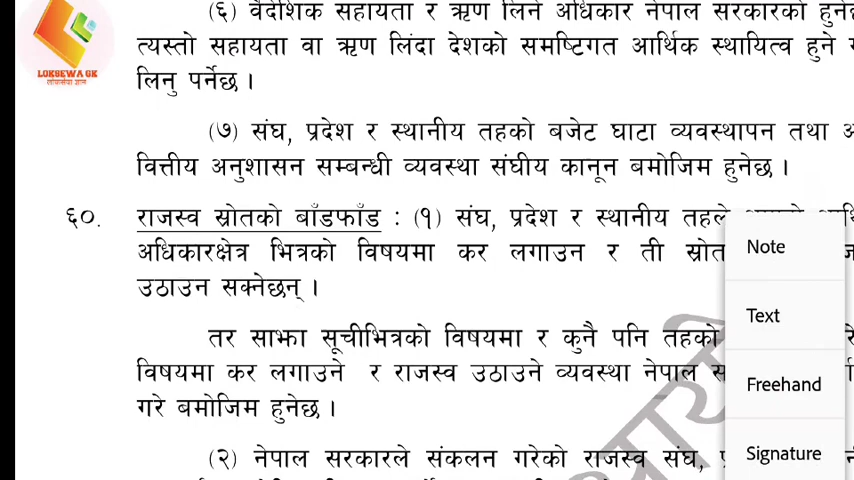 (६) वैदेशिक सहायता र ऋण लिने अधिकार नेपाल सरकारको
त्यस्तो सहायता वा ऋण लिंदा देशको समष्टिगत आर्थिक स्थायित्व हुने
LOKSEWA GK
लोकसेवा ज्ञान
लिनु पर्नेछ ।
(७) संघ, प्रदेश र स्थानीय तहको बजेट घाटा व्यवस्थापन तथा
वित्तीय अनुशासन सम्बन्धी व्यवस्था संघीय कानून बमोजिम हुनेछ ।
६०. राजस्व स्रोतको बाँडफाँड : (१) संघ, प्रदेश र स्थानीय तहले
अधिकारक्षेत्र भित्रको विषयमा कर लगाउन र ती
उठाउन सक्नेछन् ।
तर साझा सूचीभित्रको विषयमा र कुनै पनि तहको
विषयमा कर लगाउने र राजस्व उठाउने व्यवस्था नेपाल
गरे बमोजिम हुनेछ ।
(२) नेपाल सरकारले संकलन गरेको राजस्व संघ,
Note
Text
Freehand
Signature